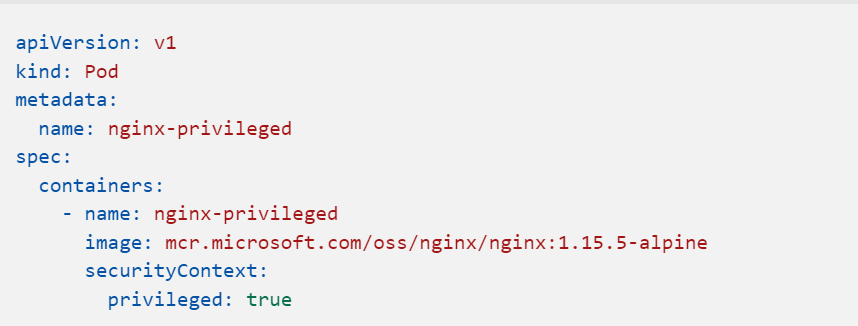 apiVersion: v1
kind: Pod
metadata:
  name: nginx-privileged
spec:
  containers:
    - name: nginx-privileged
      image: mcr.microsoft.com/oss/nginx/nginx:1.15.5-alpine
      securityContext:
        privileged: true